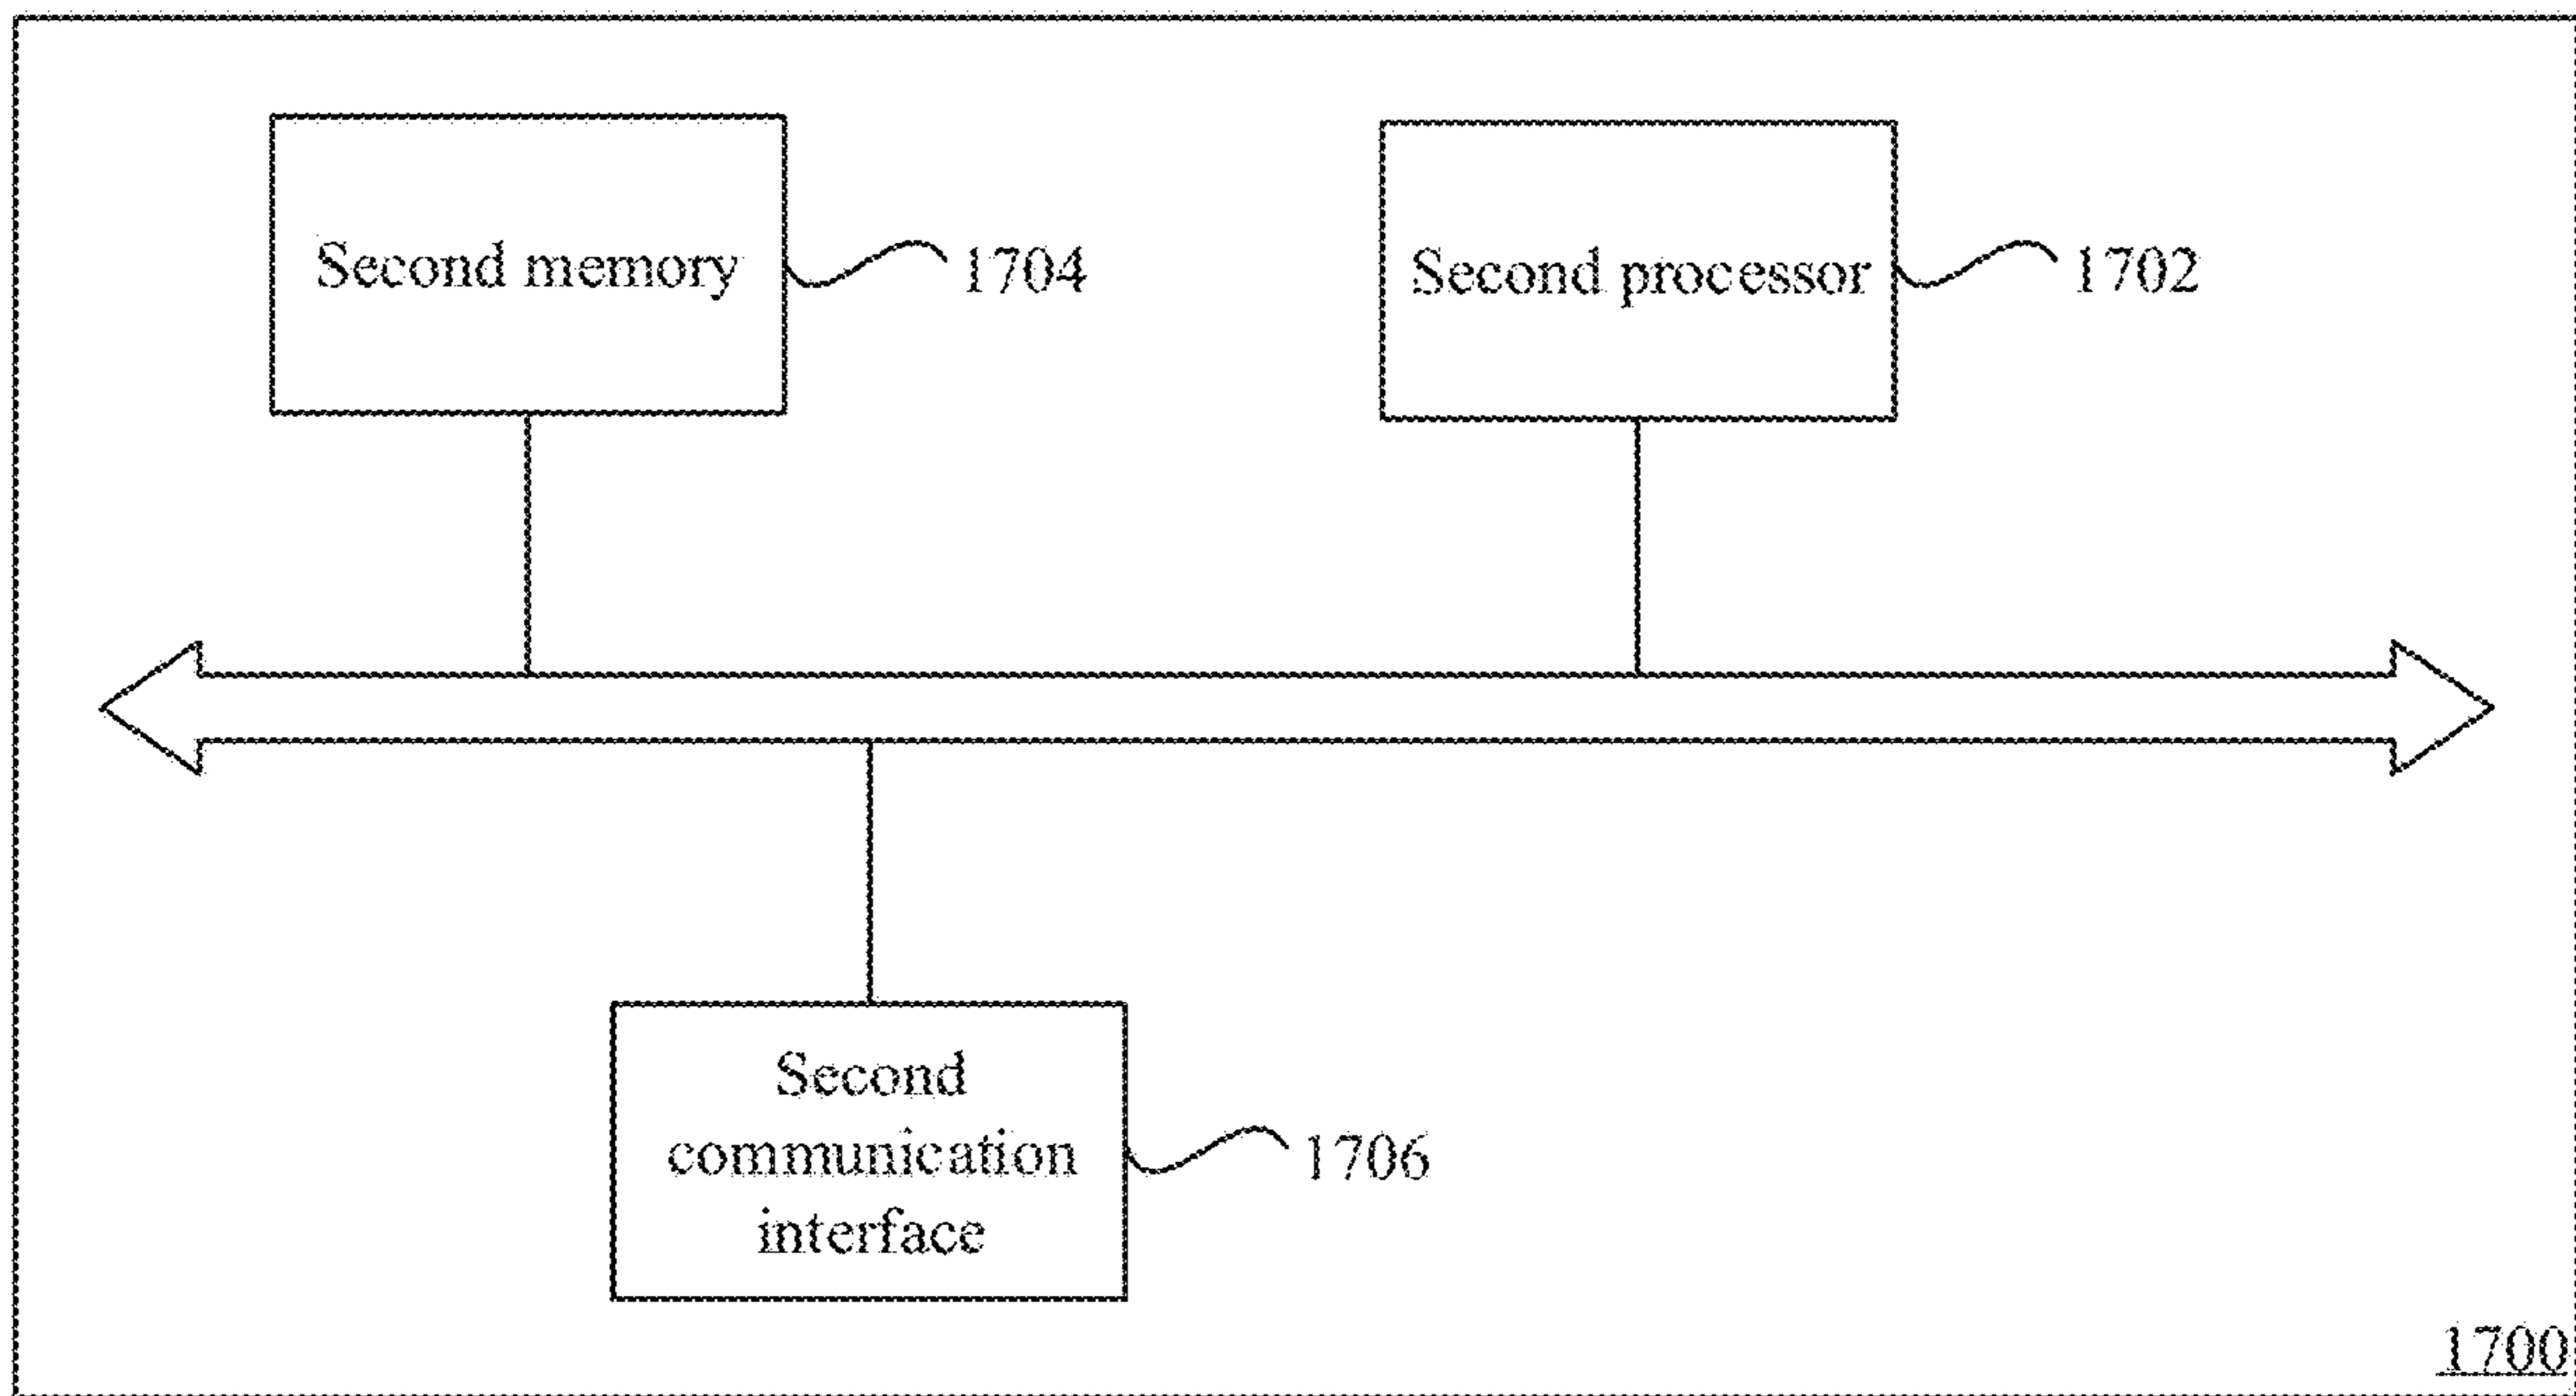 Second memory
1704
Second processor
1702
Second
communication
interface
1706
1700